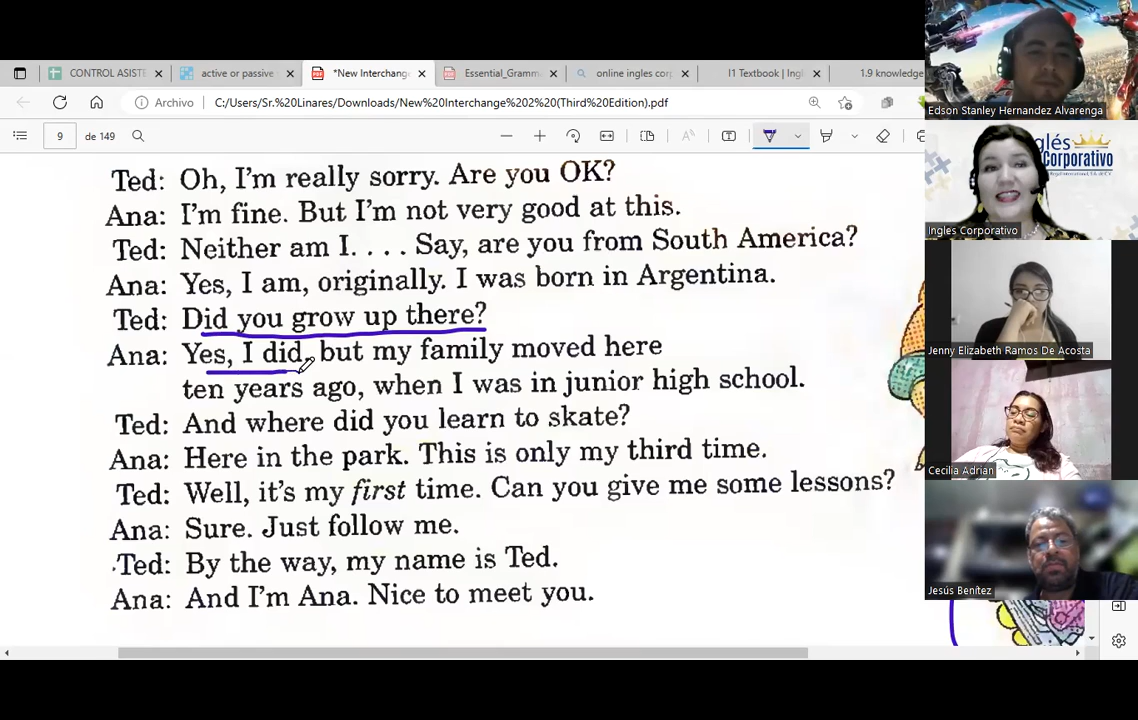 CONTROL ASIST
active or passive
*New Interchang
Essential_Gramm
online ingles corp
I1 Textbook | Ingl
1.9 knowledge
Archivo
C:/Users/Sr.%20Linares/Downloads/New%20Interchange%202%20(Third%20Edition).pdf
9 de 149
Ted: Oh, I'm really sorry. Are you OK?
Ana: I'm fine. But I'm not very good at this.
Ted: Neither am I. . . . Say, are you from South America?
Ana: Yes, I am, originally. I was born in Argentina.
Ted: Did you grow up there?
Ana: Yes, I did, but my family moved here
ten years ago, when I was in junior high school.
Ted: And where did you learn to skate?
Ana: Here in the park. This is only my third time.
Ted: Well, it's my first time. Can you give me some lessons?
Ana: Sure. Just follow me.
Ted: By the way, my name is Ted.
Ana: And I'm Ana. Nice to meet you.
Edson Stanley Hernandez Alvarenga
glés
Corporativo
Ingles Corporativo
Jenny Elizabeth Ramos De Acosta
Cecilia Adrian
Jesús Benítez